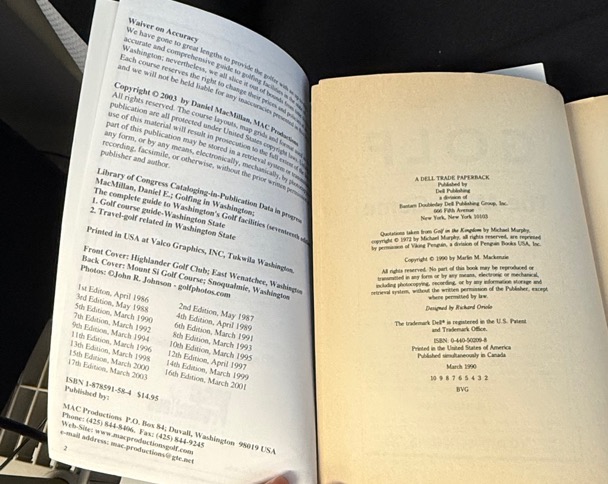 Waiver on Accuracy
We have gone to great lengths to provide the golfer with
accurate and comprehensive guide to golfing facilities in the
Washington; nevertheless, we all slice it out of bounds
Each course reserves the right to change their prices and
and we will not be held liable for any inaccuracies
Copyright © 2003 by Daniel MacMillan, MAC Productions
All rights reserved. The course layouts, map grids and
publication are all protected under United States copyright
use of this material will result in prosecution to the full extent of the
part of this publication may be stored in a retrieval system or
any form, or by any means, electronically, mechanically, by
recording, facsimile, or otherwise, without the prior written
publisher and author.
Library of Congress Cataloging-in-Publication Data in progress
MacMillan, Daniel E.; Golfing in Washington;
The complete guide to Washington's Golf facilities (seventeenth
1. Golf course guide-Washington State
2. Travel-golf related in Washington State
Printed in USA at Valco Graphics, INC, Tukwila Washington.
Front Cover: Highlander Golf Club; East Wenatchee, Washington
Back Cover: Mount Si Golf Course; Snoqualmie, Washington
Photos: ©John R. Johnson - golfphotos.com
1st Editon, April 1986 2nd Edition, May 1987
3rd Edition, May 1988 4th Edition, April 1989
5th Edition, March 1990 6th Edition, March 1991
7th Edition, March 1992 8th Edition, March 1993
9th Edition, March 1994 10th Edition, March 1995
11th Edition, March 1996 12th Edition, April 1997
13th Edition, March 1998 14th Edition, March 1999
15th Edition, March 2000 16th Edition, March 2001
17th Edition, March 2003
ISBN 1-878591-58-4 $14.95
Published by:
MAC Productions P.O. Box 84; Duvall, Washington 98019 USA
Phone: (425) 844-8406. Fax: (425) 844-9245
Web-Site: www.macproductionsgolf.com
e-mail address: mac.productions@gte.net
2
A DELL TRADE PAPERBACK
Published by
Dell Publishing
a division of
Bantam Doubleday Dell Publishing Group, Inc.
666 Fifth Avenue
New York, New York 10103
Quotations taken from Golf in the Kingdom by Michael Murphy,
copyright © 1972 by Michael Murphy, all rights reserved, are reprinted
by permission of Viking Penguin, a division of Penguin Books USA, Inc.
Copyright © 1990 by Marlin M. Mackenzie
All rights reserved. No part of this book may be reproduced or
transmitted in any form or by any means, electronic or mechanical,
including photocopying, recording, or by any information storage and
retrieval system, without the written permission of the Publisher, except
where permitted by law.
Designed by Richard Oriolo
The trademark Dell® is registered in the U.S. Patent
and Trademark Office.
ISBN: 0-440-50209-8
Printed in the United States of America
Published simultaneously in Canada
March 1990
10 9 8 7 6 5 4 3 2
BVG